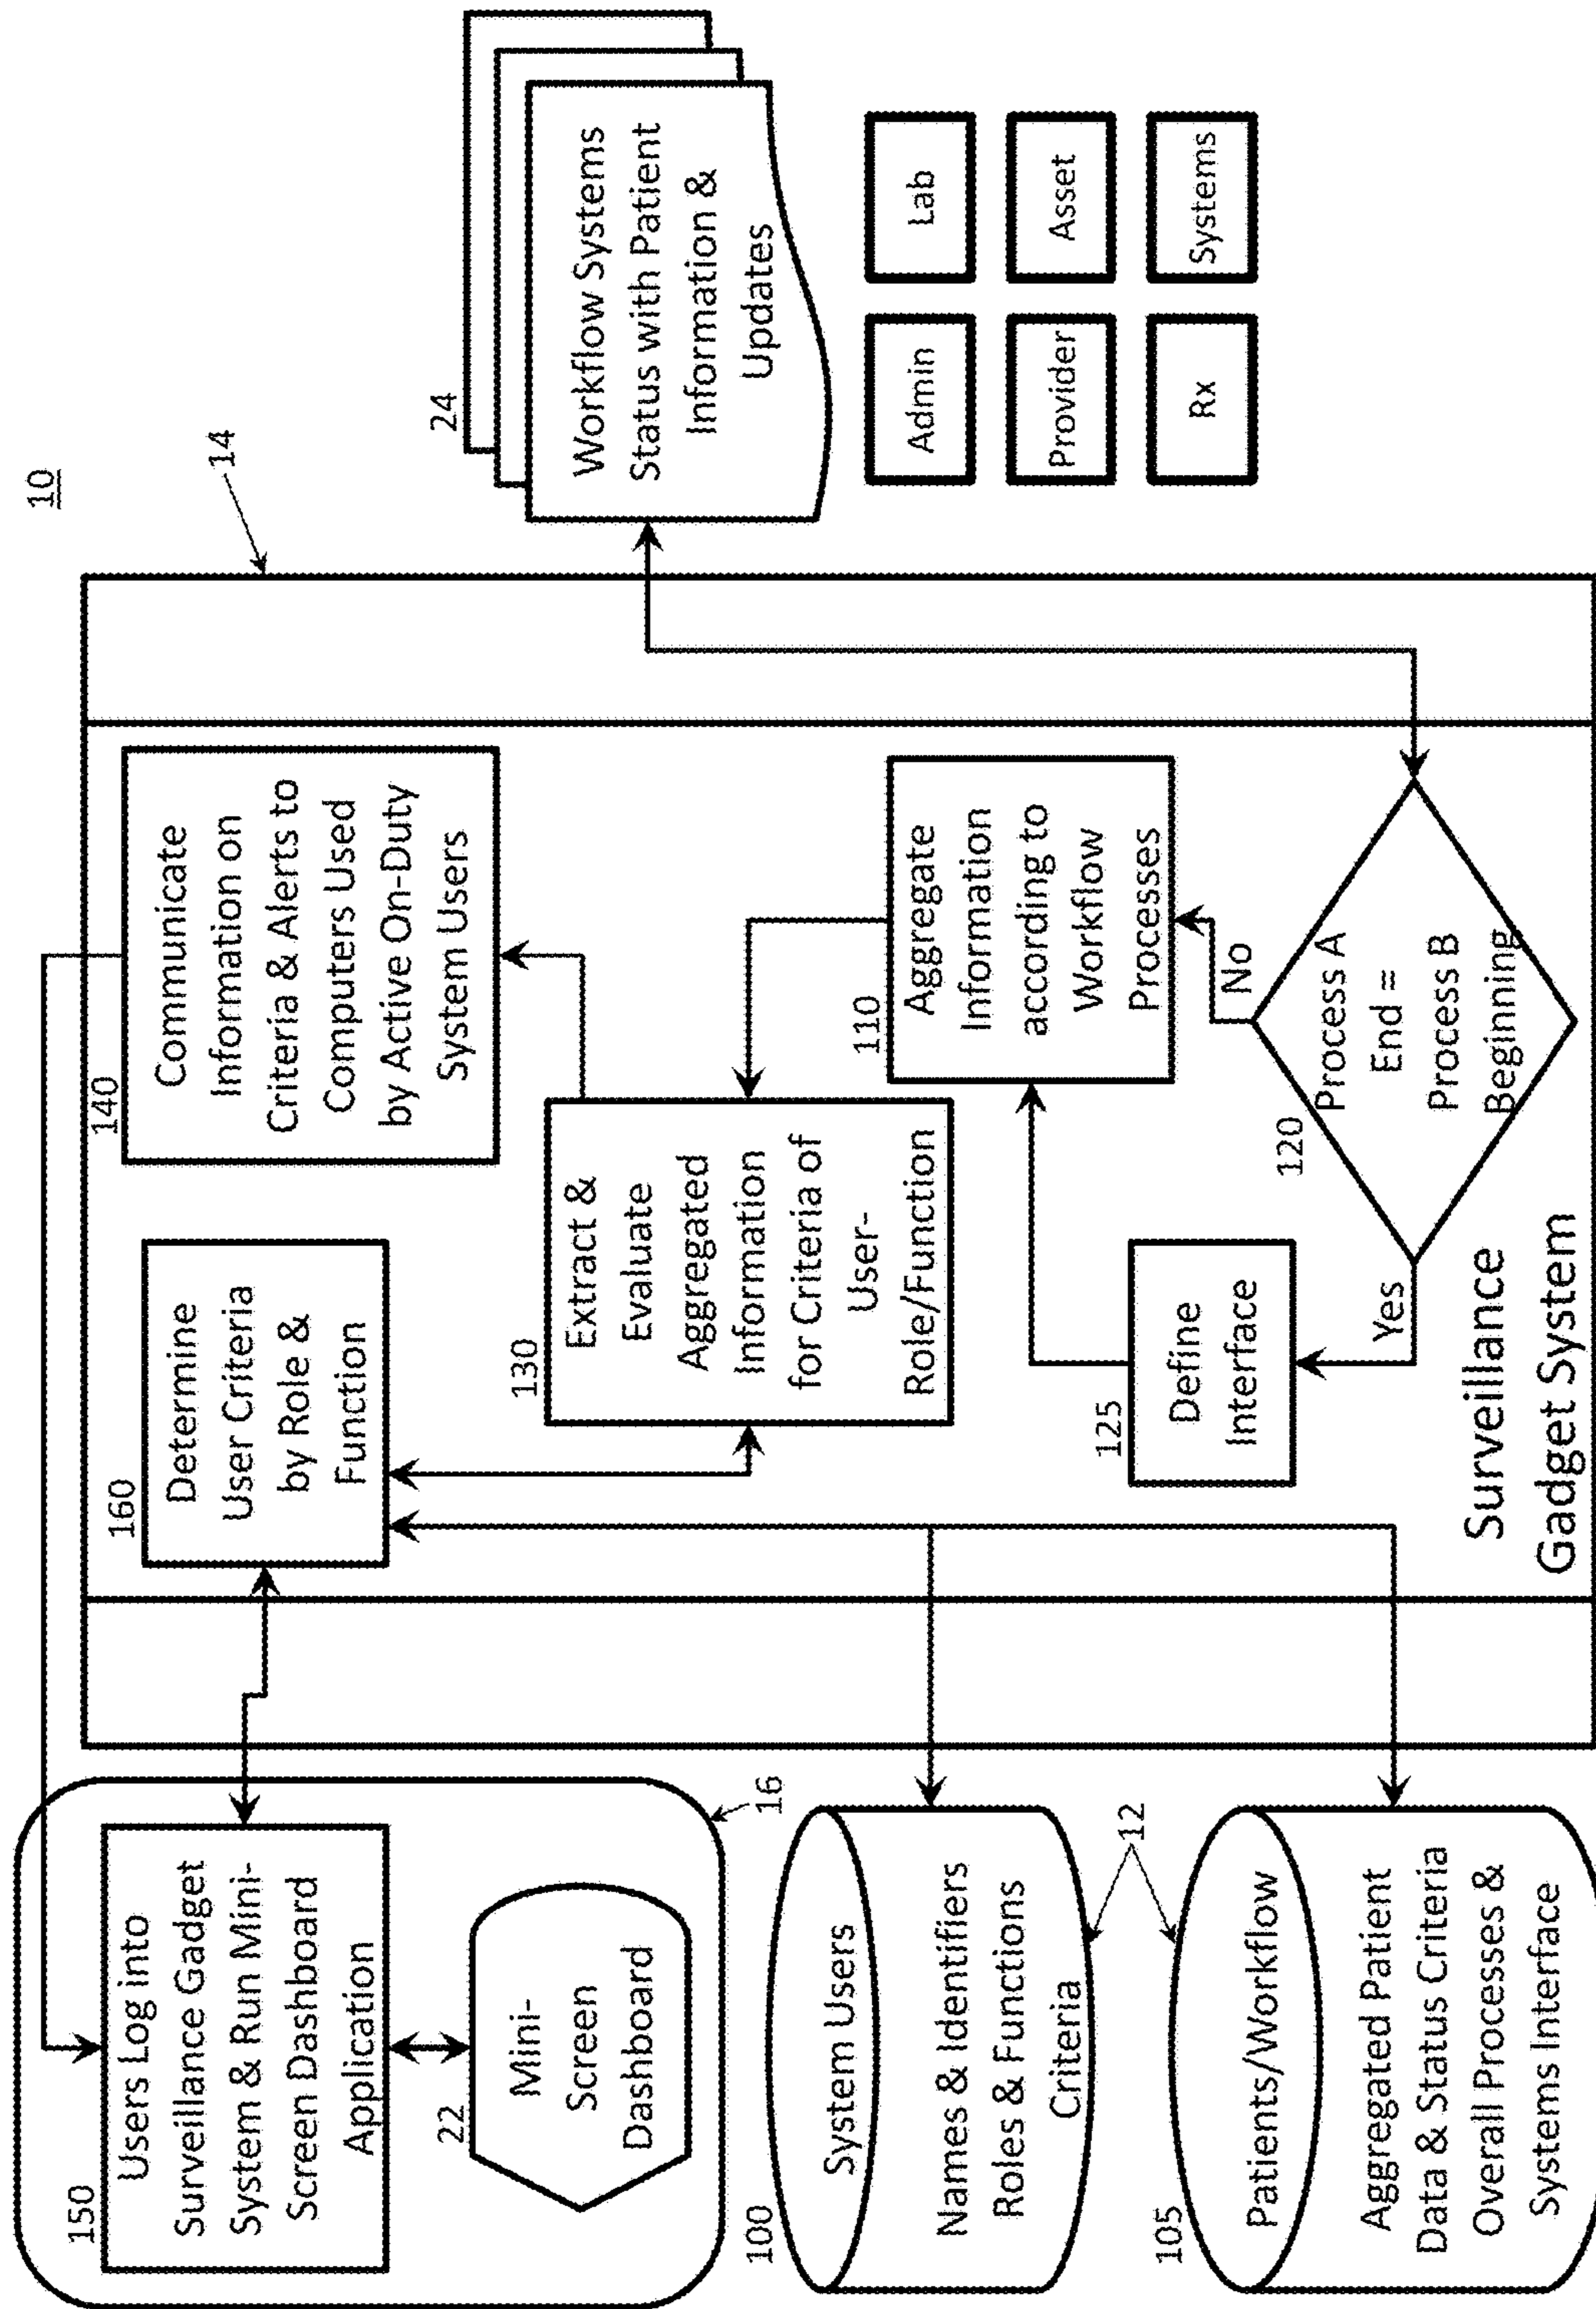 10
14
150
Users Log into
Surveillance Gadget
System & Run Mini-
Screen Dashboard
Application
22
Mini-
Screen
Dashboard
16
100
System Users
Names & Identifiers
Roles & Functions
Criteria
12
105
Patients/Workflow
Aggregated Patient
Data & Status Criteria
Overall Processes &
Systems Interface
160
Determine
User Criteria
by Role &
Function
140
Communicate
Information on
Criteria & Alerts to
Computers Used
by Active On-Duty
System Users
130
Extract &
Evaluate
Aggregated
Information
for Criteria of
User-
Role/Function
110
Aggregate
Information
according to
Workflow
Processes
125
Define
Interface
120
Process A
End =
Process B
Beginning
Yes
No
Surveillance
Gadget System
24
Workflow Systems
Status with Patient
Information &
Updates
Admin
Lab
Provider
Asset
Rx
Systems